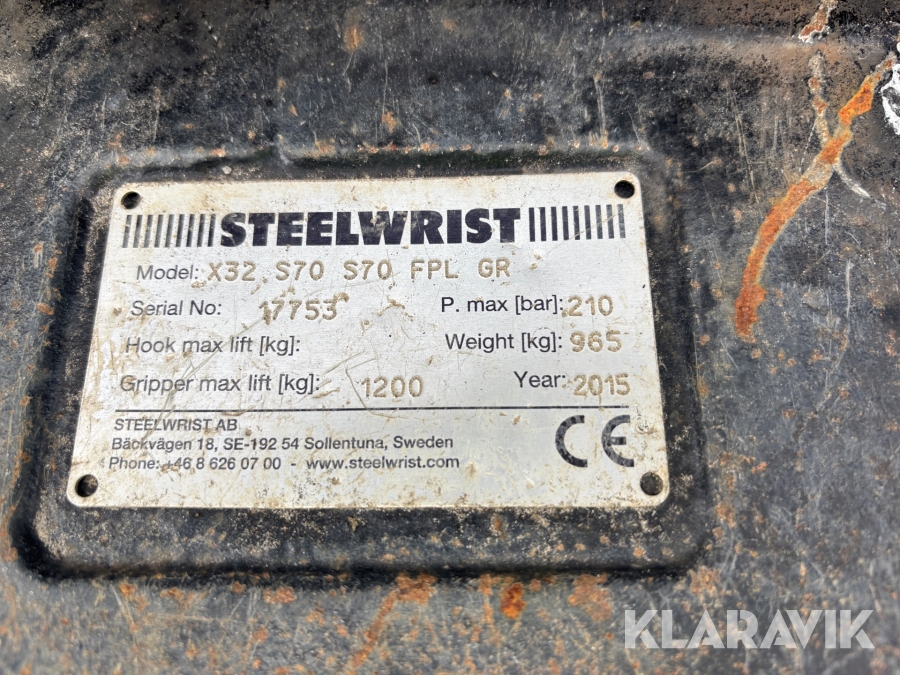 STEELWRIST
Model: X32 S70 S70 FPL GR
Serial No: 17753 P. max [bar]: 210
Hook max lift [kg]: Weight [kg]: 965
Gripper max lift [kg]: 1200 Year: 2015
STEELWRIST AB
Bäckvägen 18, SE-192 54 Sollentuna, Sweden
Phone: +46 8 626 07 00 - www.steelwrist.com
CE
KLARAVIK